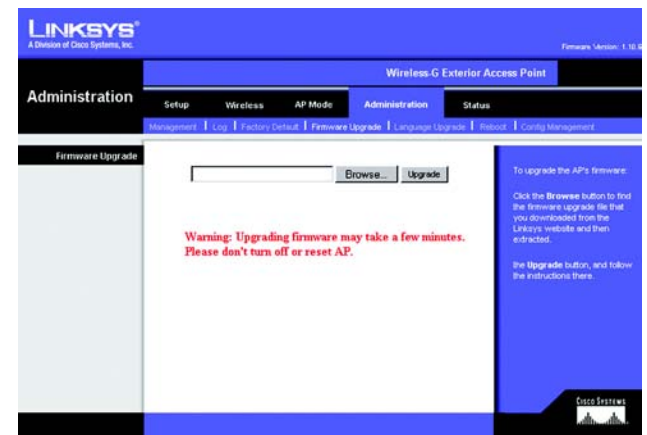 LINKSYS®
A Division of Cisco Systems, Inc.
Firmware Version: 1.10.
Wireless-G Exterior Access Point
Administration
Setup Wireless AP Mode Administration Status
Management | Log | Factory Default | Firmware Upgrade | Language Upgrade | Reboot | Config Management
Firmware Upgrade
Browse... Upgrade
To upgrade the AP's firmware:
Click the Browse button to find
the firmware upgrade file that
you downloaded from the
Linksys website and then
extracted.
Warning: Upgrading firmware may take a few minutes.
Please don't turn off or reset AP.
the Upgrade button, and follow
the instructions there.
CISCO SYSTEMS